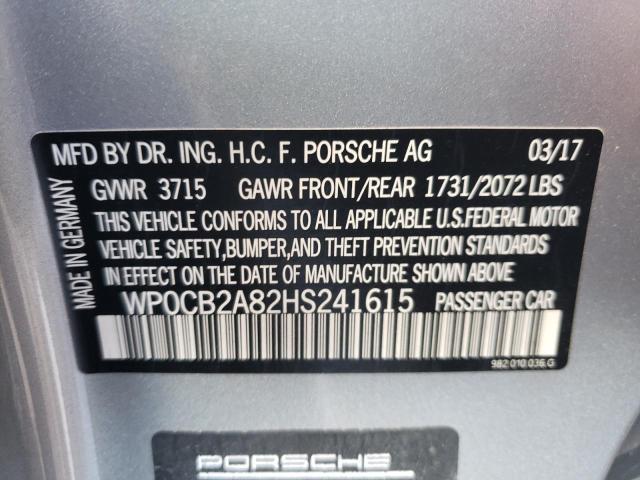 MFD BY DR. ING. H.C. F. PORSCHE AG 03/17
GVWR 3715 GAWR FRONT/REAR 1731/2072 LBS
THIS VEHICLE CONFORMS TO ALL APPLICABLE U.S.FEDERAL MOTOR
VEHICLE SAFETY,BUMPER,AND THEFT PREVENTION STANDARDS
IN EFFECT ON THE DATE OF MANUFACTURE SHOWN ABOVE
WP0CB2A82HS241615 PASSENGER CAR
982.010.036.G
MADE IN GERMANY
PORSCHE